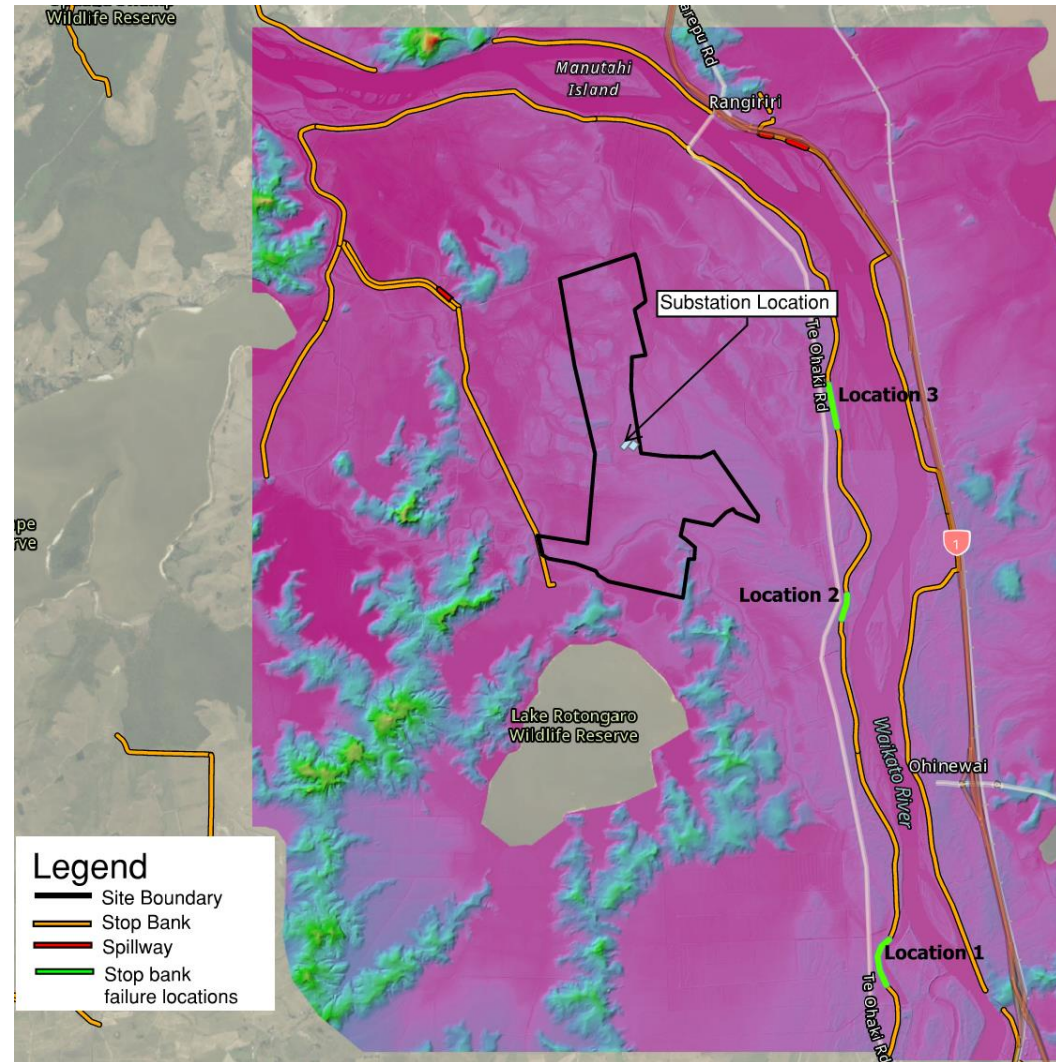 Wildlife Reserve
Manutahi
Island
Rd
Rangiriri
Substation Location
Te Ohaki Rd
Location 3
1
Location 2
Lake Rotongaro
Wildlife Reserve
Waikato River
Ohinewai
Location 1
Te Ohaki Rd
Legend
Site Boundary
Stop Bank
Spillway
Stop bank
failure locations